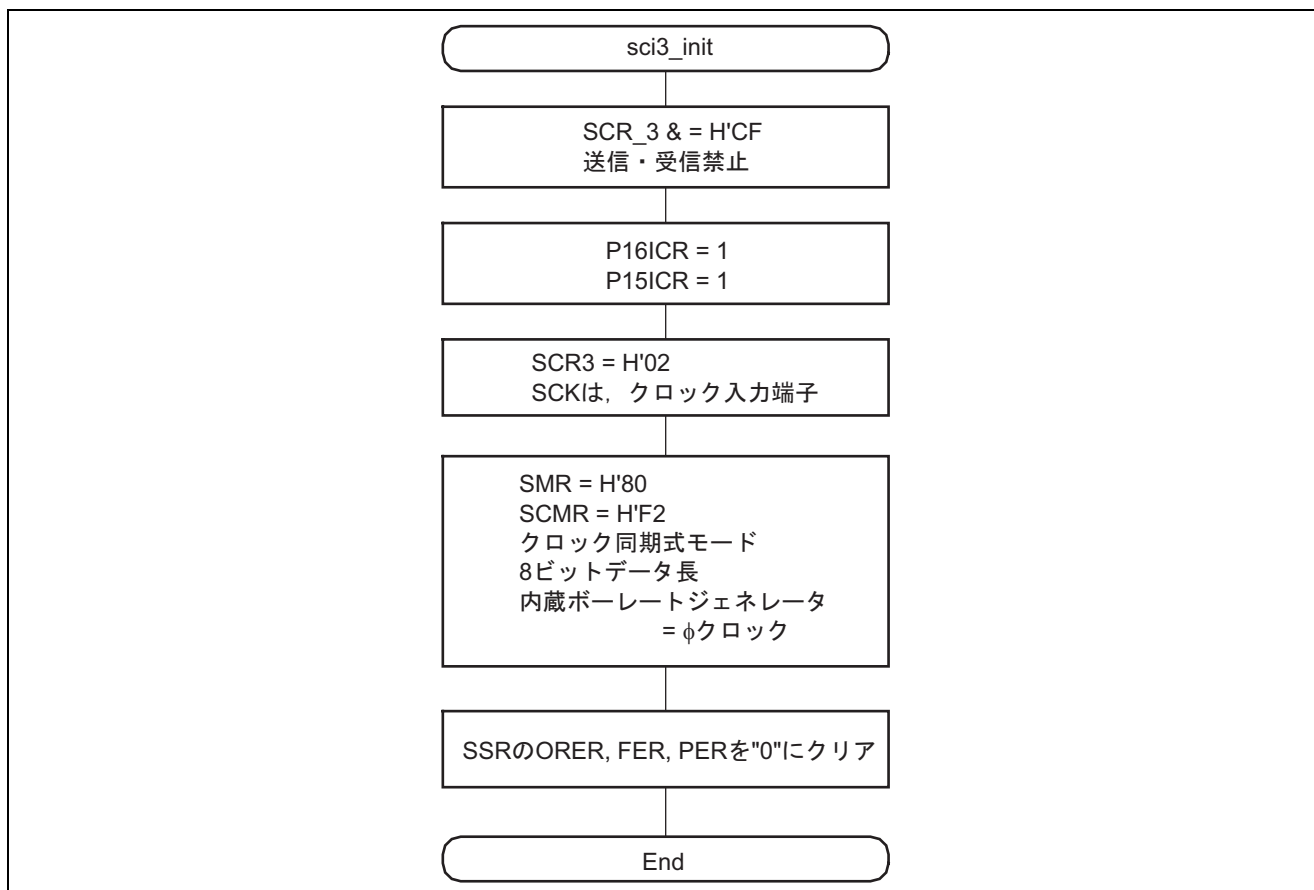 sci3_init
SCR_3 & = H'CF
送信・受信禁止
P16ICR = 1
P15ICR = 1
SCR3 = H'02
SCKは，クロック入力端子
SMR = H'80
SCMR = H'F2
クロック同期式モード
8ビットデータ長
内蔵ボーレートジェネレータ
= φクロック
SSRのORER, FER, PERを"0"にクリア
End